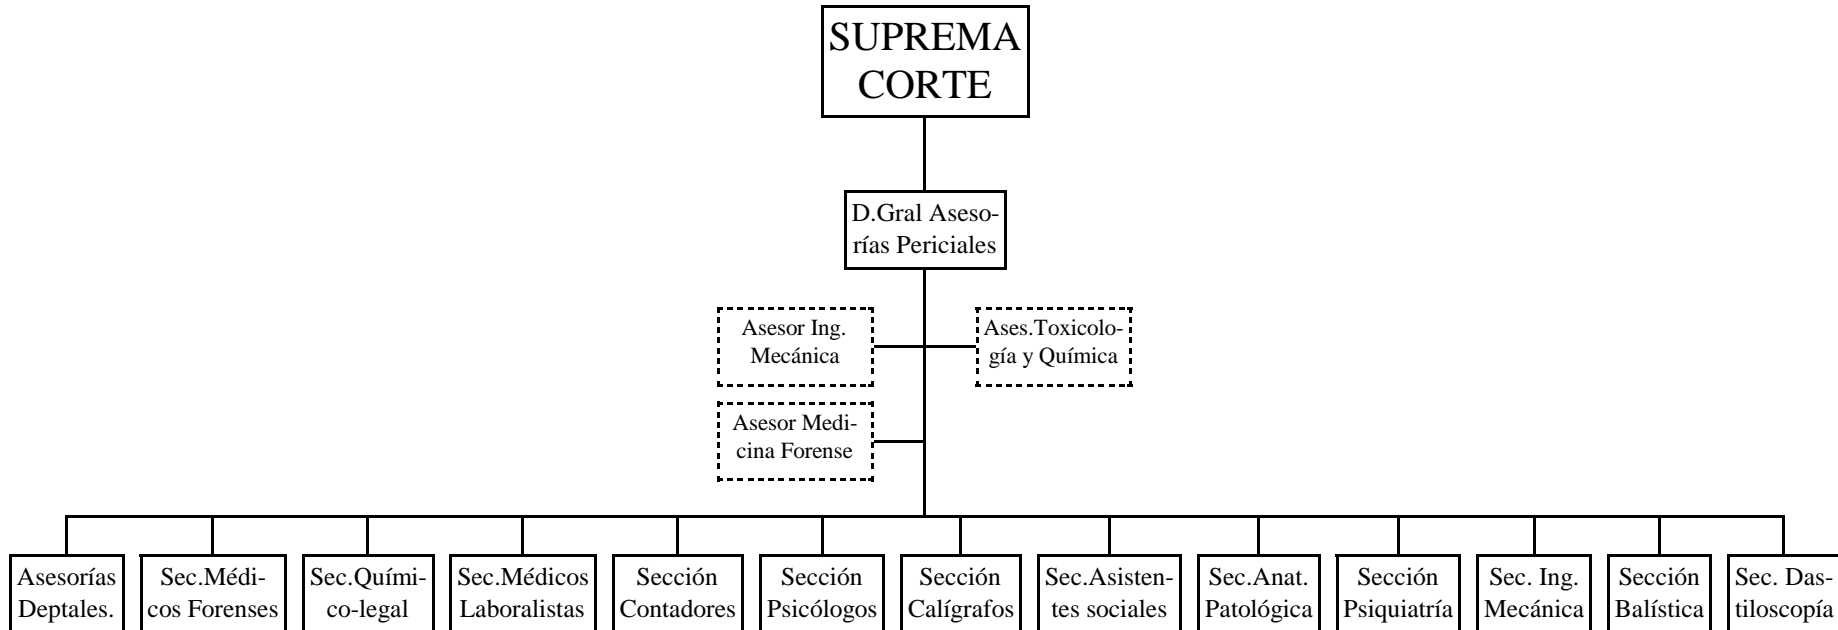 SUPREMA
CORTE
D.Gral Aseso-
rías Periciales
Asesor Ing.
Mecánica
Ases.Toxicolo-
gía y Química
Asesor Medi-
cina Forense
Asesorías
Deptales.
Sec.Médi-
cos Forenses
Sec.Quími-
co-legal
Sec.Médicos
Laboralistas
Sección
Contadores
Sección
Psicólogos
Sección
Calígrafos
Sec.Asisten-
tes sociales
Sec.Anat.
Patológica
Sección
Psiquiatría
Sec. Ing.
Mecánica
Sección
Balística
Sec. Das-
tiloscopía